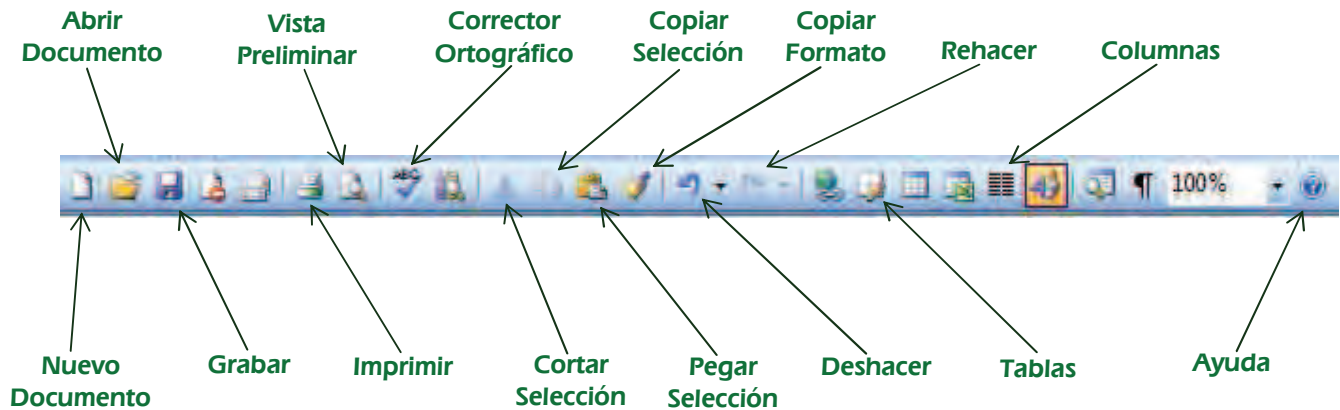 Abrir
Documento
Vista
Preliminar
Corrector
Ortográfico
Copiar
Selección
Copiar
Formato
Rehacer
Columnas
ABC
100%
Nuevo
Documento
Grabar
Imprimir
Cortar
Selección
Pegar
Selección
Deshacer
Tablas
Ayuda